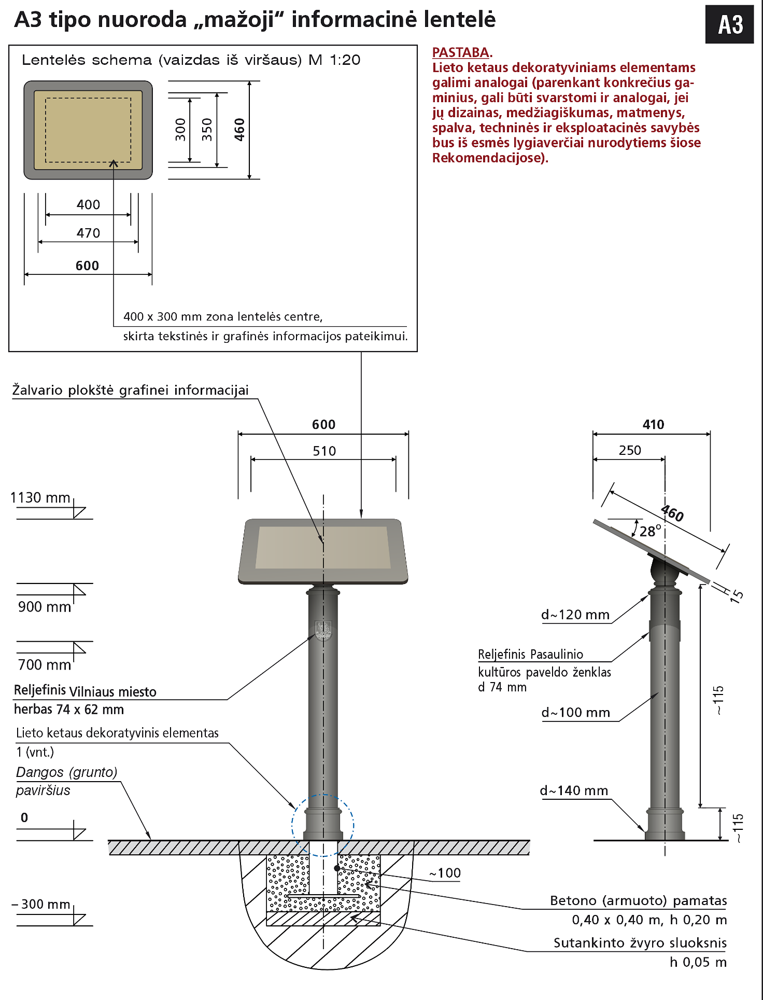 A3 tipo nuoroda „mažoji“ informacinė lentelė
A3
Lentelės schema (vaizdas iš viršaus) M 1:20
300
350
460
400
470
600
400 x 300 mm zona lentelės centre,
skirta tekstinės ir grafinės informacijos pateikimui.
PASTABA.
Lieto ketaus dekoratyviniams elementams
galimi analogai (parenkant konkrečius ga-
minius, gali būti svarstomi ir analogai, jei
jų dizainas, medžiagiškumas, matmenys,
spalva, techninės ir eksploatacinės savybės
bus iš esmės lygiaverčiai nurodytiems šiose
Rekomendacijose).
Žalvario plokštė grafinei informacijai
600
510
410
250
460
28°
15
1130 mm
900 mm
700 mm
d~120 mm
Reljefinis Pasaulinio
kultūros paveldo ženklas
d 74 mm
Reljefinis Vilniaus miesto
herbas 74 x 62 mm
~115
d~100 mm
Lieto ketaus dekoratyvinis elementas
1 (vnt.)
Dangos (grunto)
paviršius
d~140 mm
0
~115
~100
– 300 mm
Betono (armuoto) pamatas
0,40 x 0,40 m, h 0,20 m
Sutankinto žvyro sluoksnis
h 0,05 m